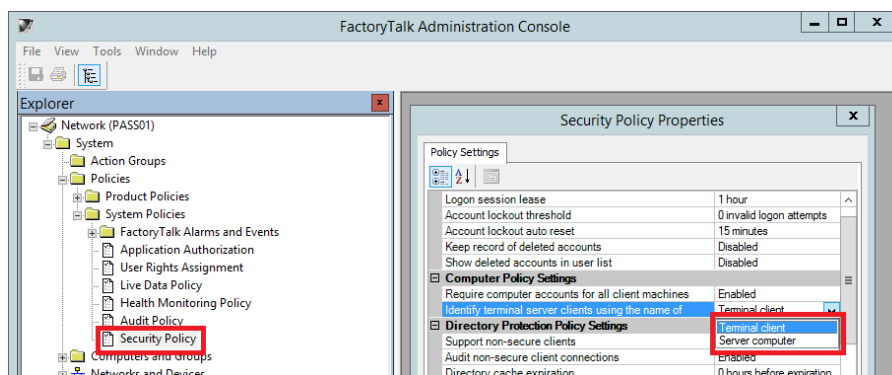 FactoryTalk Administration Console
File View Tools Window Help
Explorer
Network (PASS01)
System
Action Groups
Policies
Product Policies
System Policies
FactoryTalk Alarms and Events
Application Authorization
User Rights Assignment
Live Data Policy
Health Monitoring Policy
Audit Policy
Security Policy
Computers and Groups
Networks and Devices
Security Policy Properties
Policy Settings
Logon session lease 1 hour
Account lockout threshold 0 invalid logon attempts
Account lockout auto reset 15 minutes
Keep record of deleted accounts Disabled
Show deleted accounts in user list Disabled
Computer Policy Settings
Require computer accounts for all client machines Enabled
Identify terminal server clients using the name of Terminal client
Directory Protection Policy Settings Terminal client
Support non-secure clients Server computer
Audit non-secure client connections Enabled
Directory cache expiration 0 hours before expiration